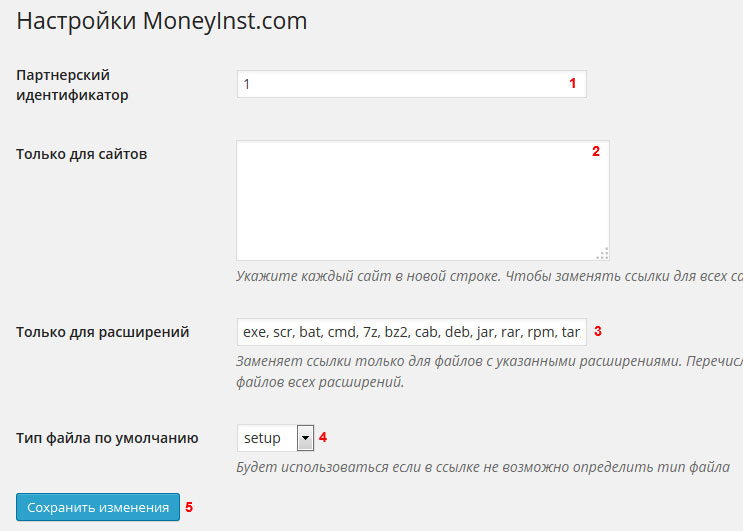 Настройки MoneyInst.com
Партнерский
идентификатор
1
1
Только для сайтов
2
Укажите каждый сайт в новой строке. Чтобы заменять ссылки для всех
Только для расширений
exe, scr, bat, cmd, 7z, bz2, cab, deb, jar, rar, rpm, tar
3
Заменяет ссылки только для файлов с указанными расширениями.
файлов всех расширений.
Тип файла по умолчанию
setup
4
Будет использоваться если в ссылке не возможно определить тип файла
Сохранить изменения
5